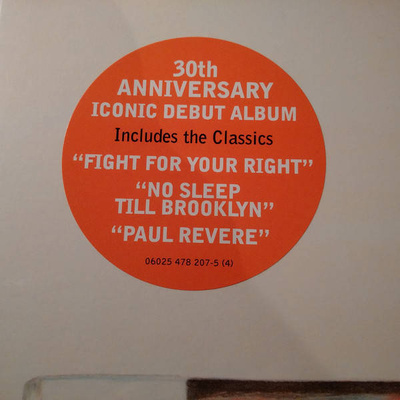 30th
ANNIVERSARY
ICONIC DEBUT ALBUM
Includes the Classics
“FIGHT FOR YOUR RIGHT”
“NO SLEEP
TILL BROOKLYN”
“PAUL REVERE”
06025 478 207-5 (4)